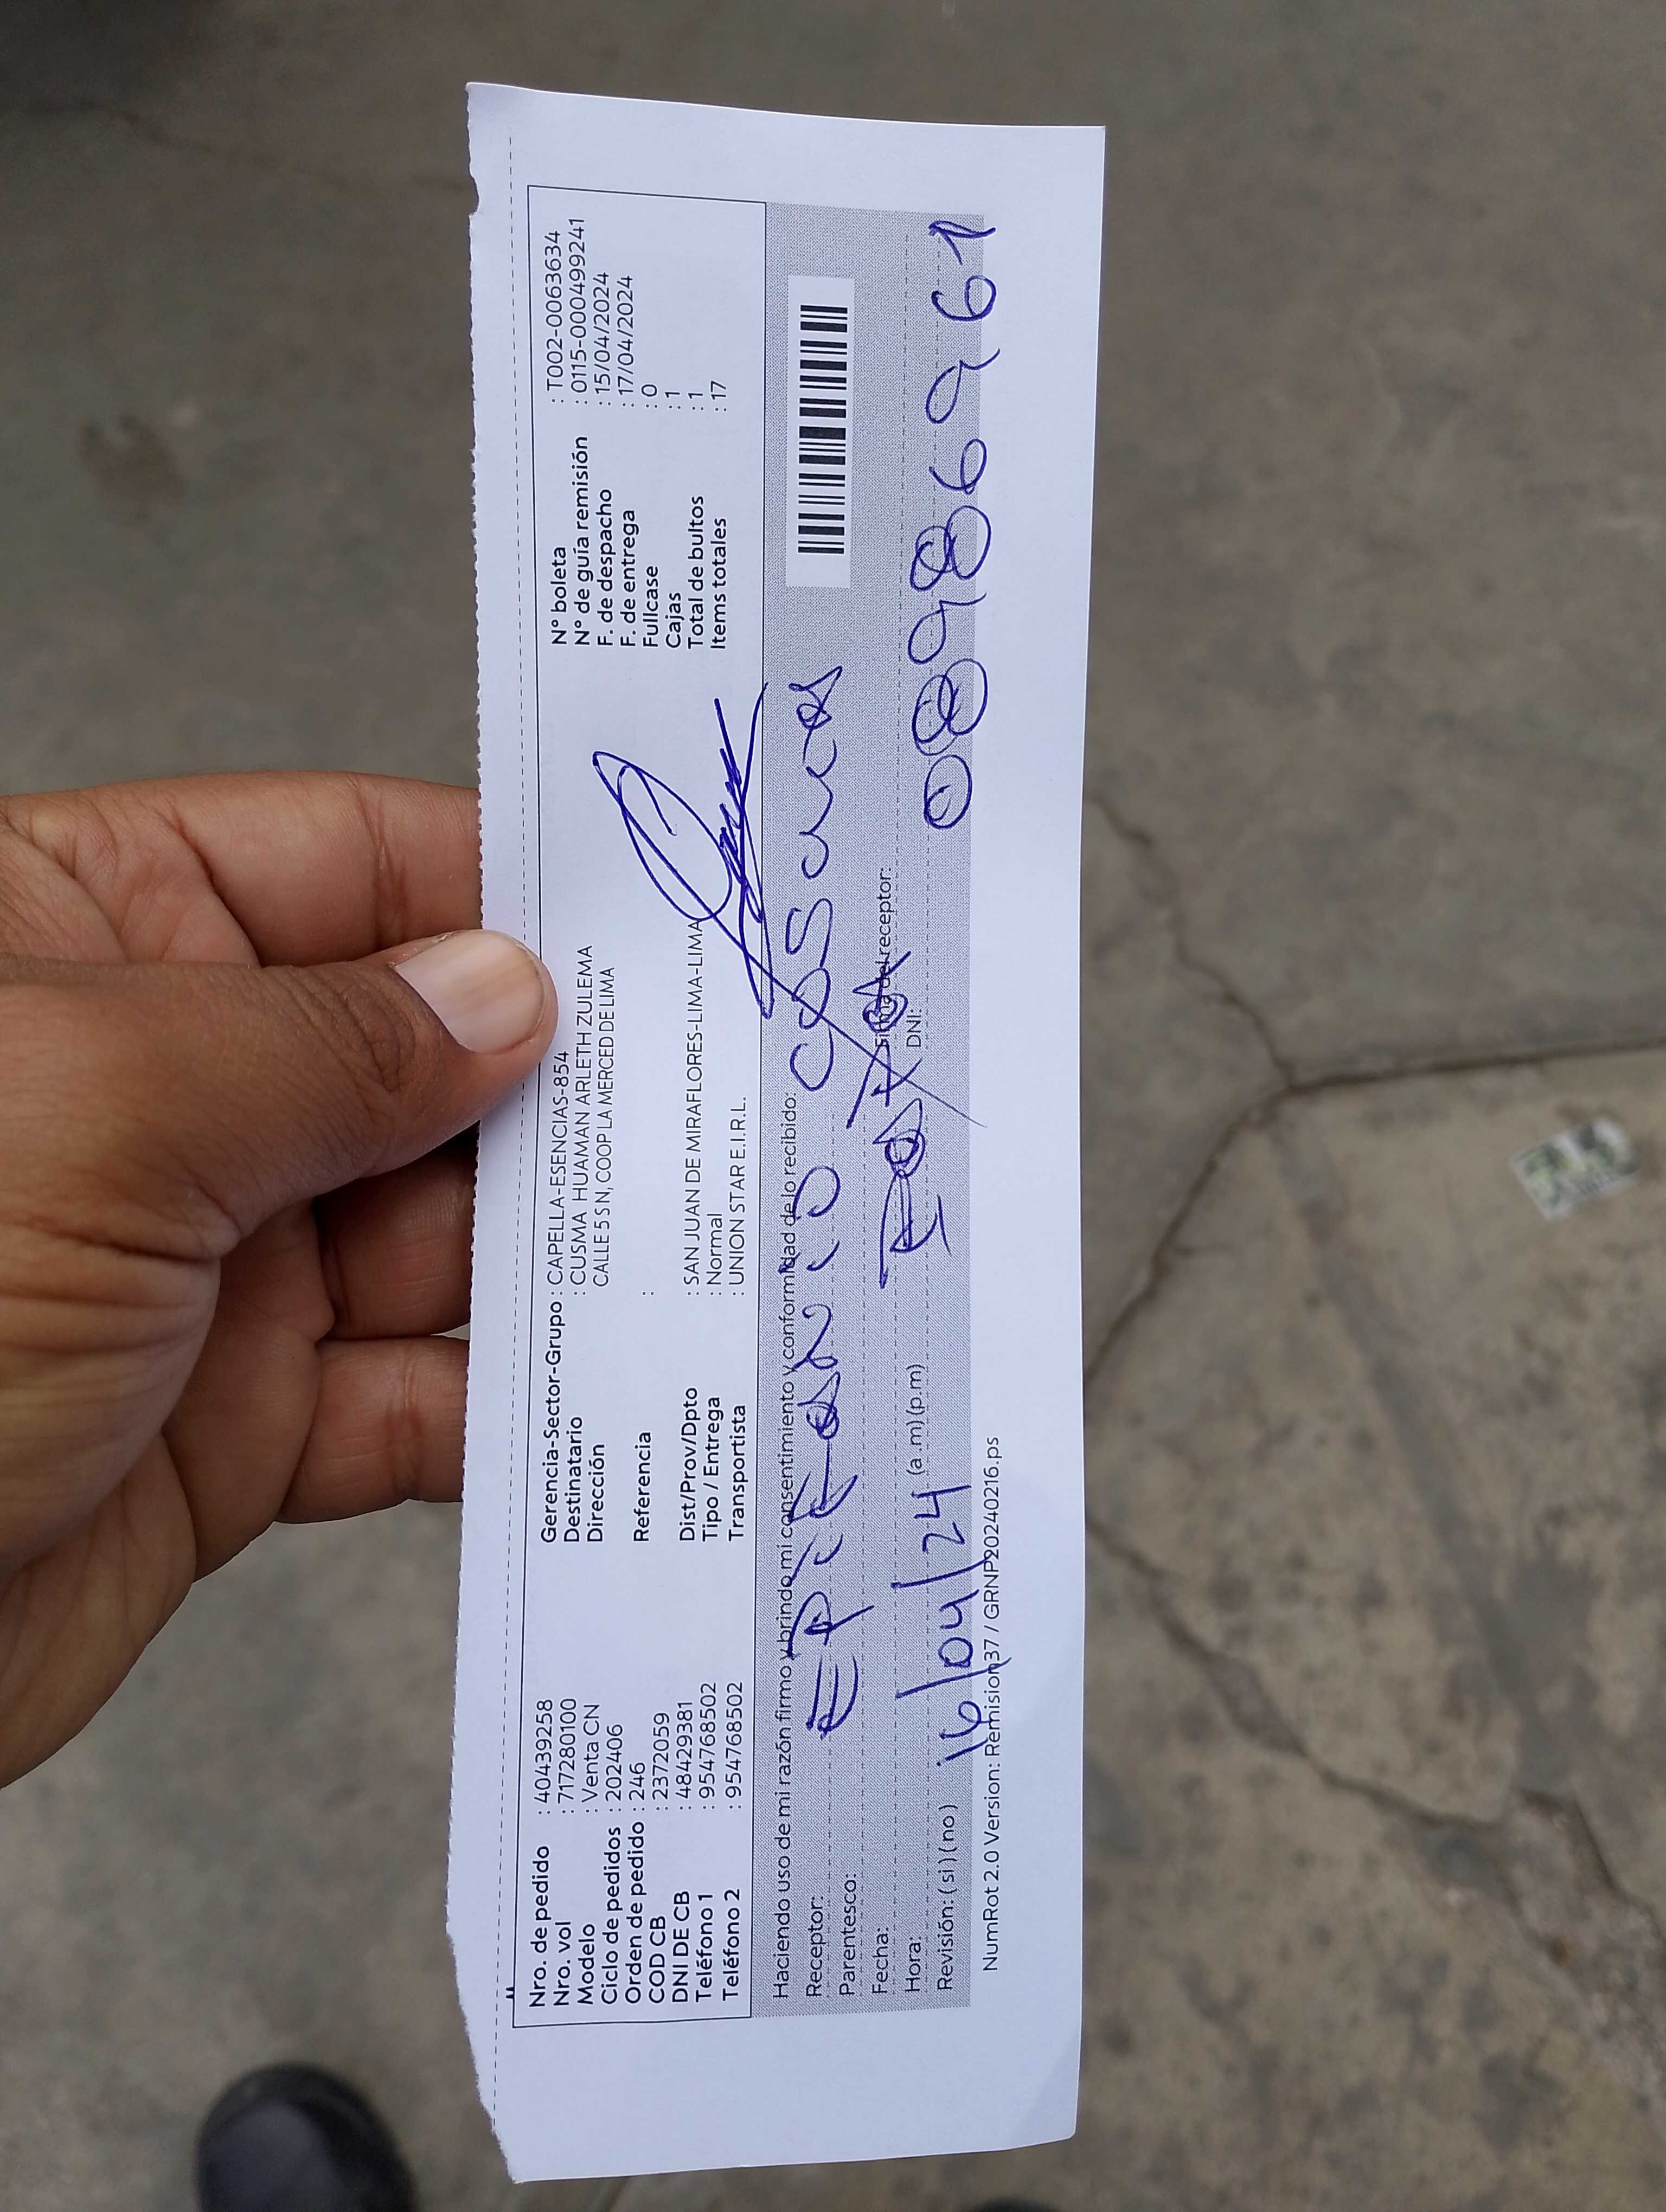 Nro. de pedido : 40439258
Nro. vol : 717280100
Modelo : Venta CN
Ciclo de pedidos : 202406
Orden de pedido : 246
COD CB : 2372059
DNI DE CB : 48429381
Teléfono 1 : 954768502
Teléfono 2 : 954768502
Gerencia-Sector-Grupo : CAPELLA-ESENCIAS-854
Destinatario : CUSMA HUAMAN ARLETH ZULEMA
Dirección CALLE 5 S N, COOP LA MERCED DE LIMA
Referencia :
Dist/Prov/Dpto : SAN JUAN DE MIRAFLORES-LIMA-LIMA
Tipo / Entrega : Normal
Transportista : UNION STAR E.I.R.L.
N° boleta : T002-0063634
N° de guía remisión : 0115-000499241
F. de despacho : 15/04/2024
F. de entrega : 17/04/2024
Fullcase : 0
Cajas : 1
Total de bultos : 1
Items totales : 17
Haciendo uso de mi razón firmo y brindo mi consentimiento y conformidad de lo recibido:
Receptor:
Parentesco:
Fecha: Firma del receptor:
Hora: (a.m) (p.m) DNI: 08986961
Revisión: ( si ) ( no ) 16/04/24
NumRot 2.0 Version: Remision37 / GRNP20240216.ps